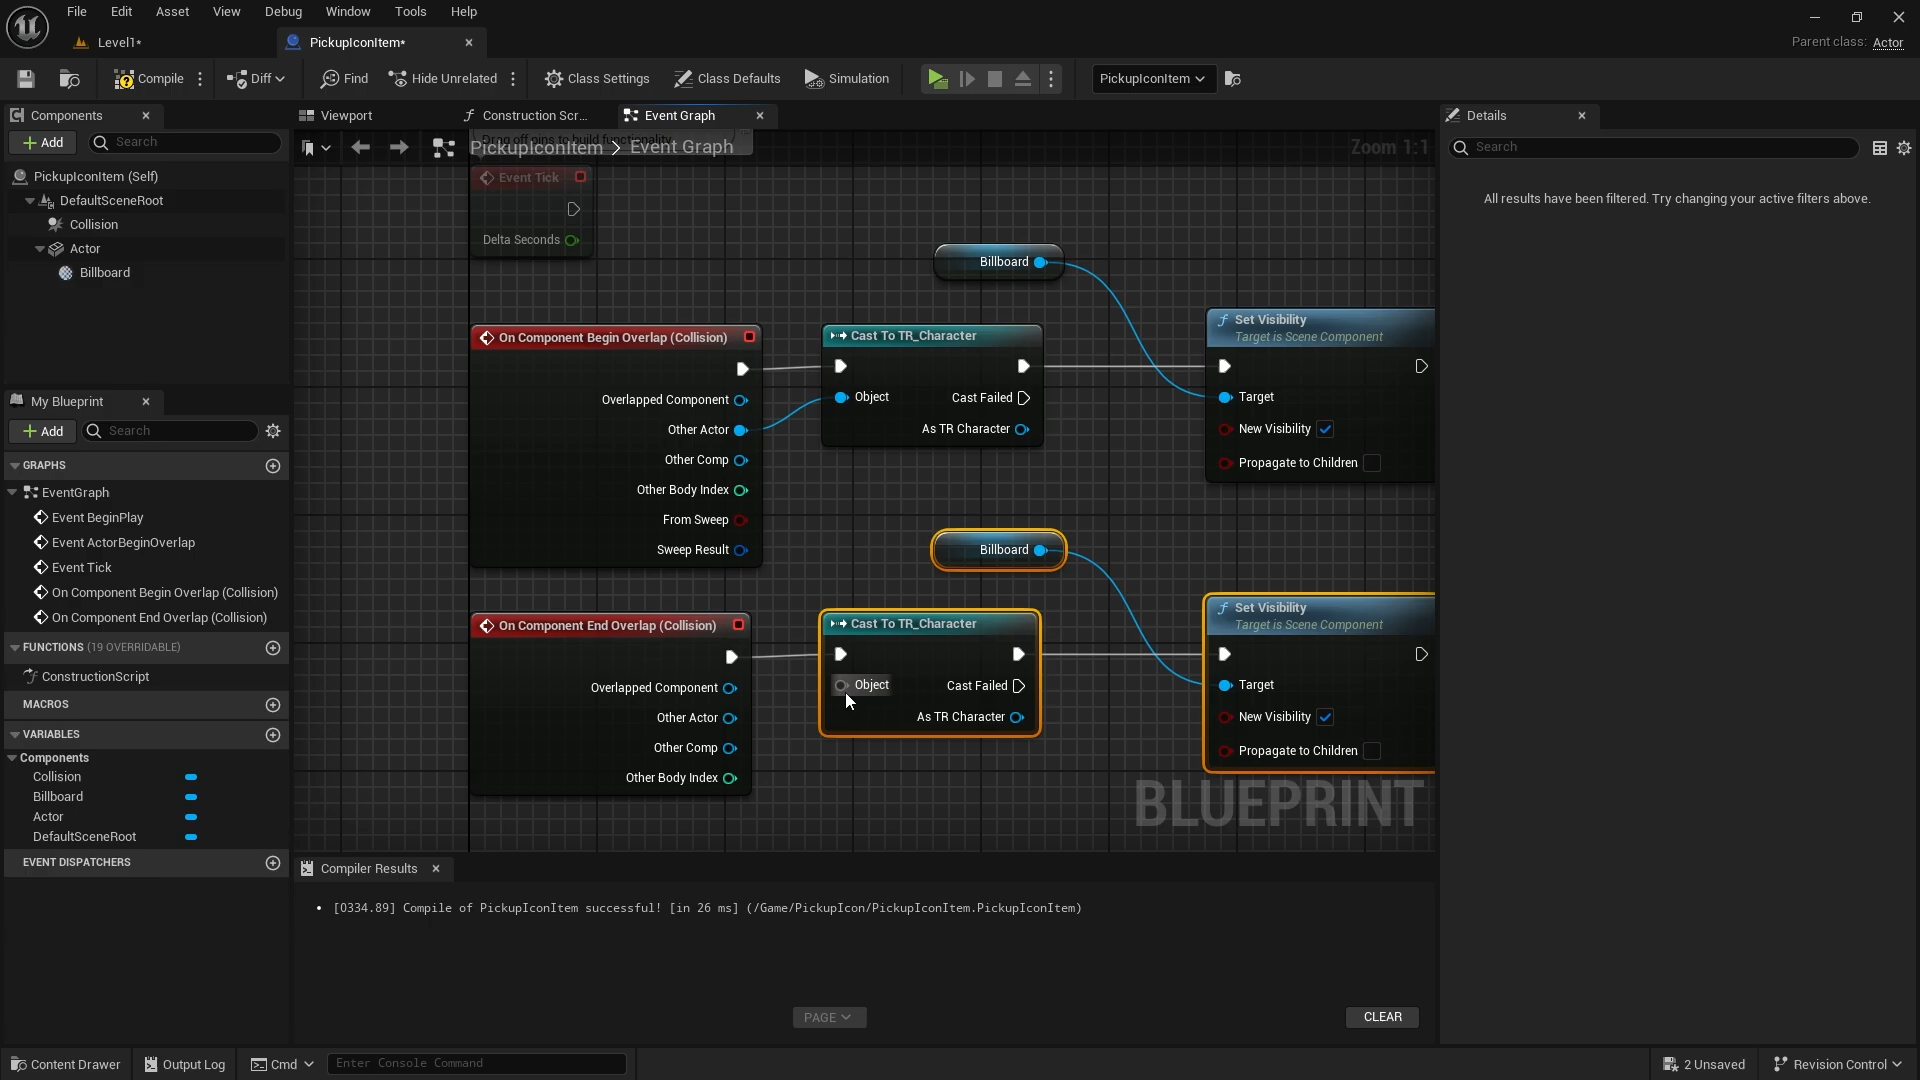 File Edit Asset View Debug Window Tools Help
Level1*
PickupIconItem*
Parent class: Actor
Compile
Diff
Find
Hide Unrelated
Class Settings
Class Defaults
Simulation
PickupIconItem
Components
Add
Search
PickupIconItem (Self)
DefaultSceneRoot
Collision
Actor
Billboard
My Blueprint
Add
Search
GRAPHS
EventGraph
Event BeginPlay
Event ActorBeginOverlap
Event Tick
On Component Begin Overlap (Collision)
On Component End Overlap (Collision)
FUNCTIONS (19 OVERRIDABLE)
ConstructionScript
MACROS
VARIABLES
Components
Collision
Billboard
Actor
DefaultSceneRoot
EVENT DISPATCHERS
Viewport
Construction Scr...
Event Graph
Drag off pins to build functionality.
PickupIconItem > Event Graph
Zoom 1:1
Event Tick
Delta Seconds
Billboard
On Component Begin Overlap (Collision)
Overlapped Component
Other Actor
Other Comp
Other Body Index
From Sweep
Sweep Result
Cast To TR_Character
Object
Cast Failed
As TR Character
Set Visibility
Target is Scene Component
Target
New Visibility
Propagate to Children
Billboard
On Component End Overlap (Collision)
Overlapped Component
Other Actor
Other Comp
Other Body Index
Cast To TR_Character
Object
Cast Failed
As TR Character
Set Visibility
Target is Scene Component
Target
New Visibility
Propagate to Children
BLUEPRINT
Compiler Results
• [0334.89] Compile of PickupIconItem successful! [in 26 ms] (/Game/PickupIcon/PickupIconItem.PickupIconItem)
PAGE
CLEAR
Details
Search
All results have been filtered. Try changing your active filters above.
Content Drawer
Output Log
Cmd
Enter Console Command
2 Unsaved
Revision Control